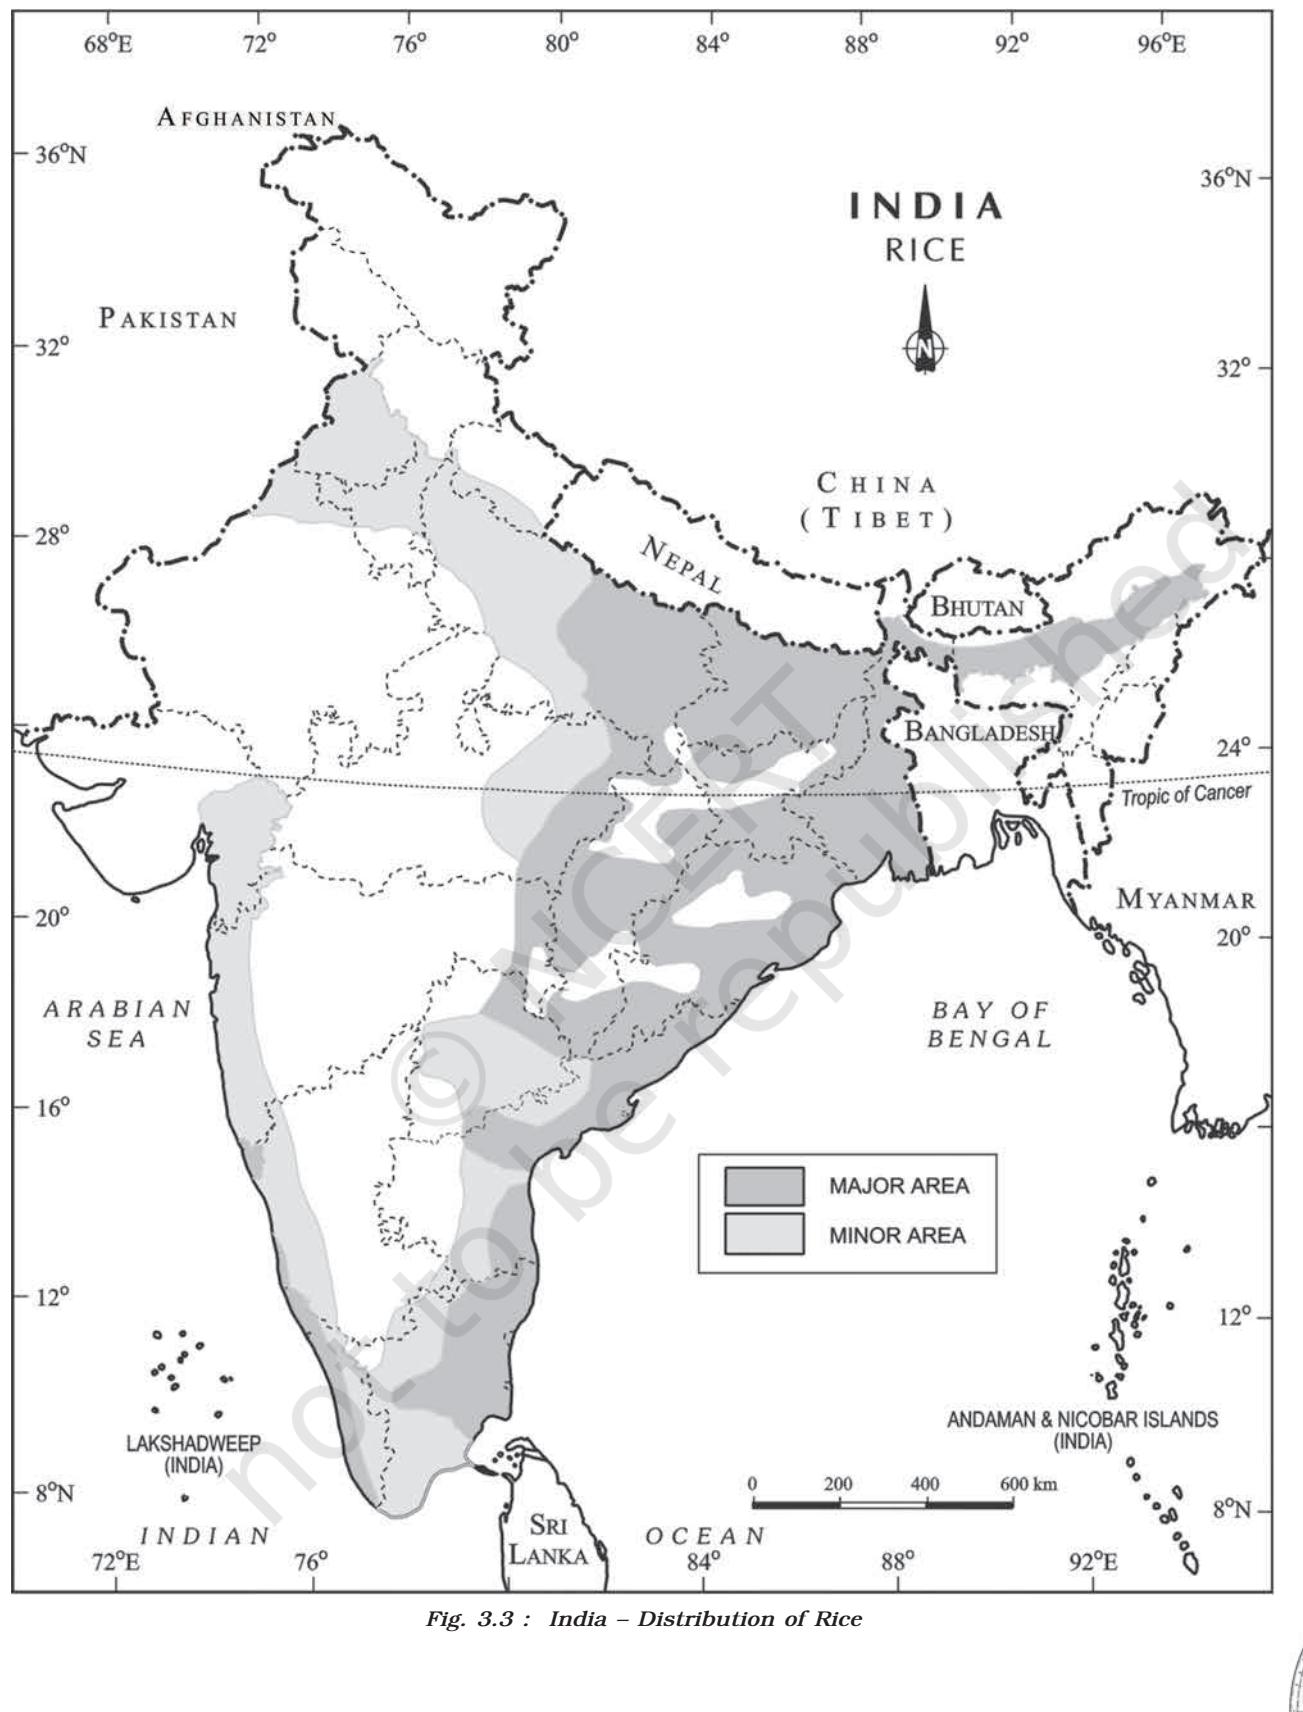 68°E 72° 76° 80° 84° 88° 92° 96°E
AFGHANISTAN
36°N
36°N
INDIA
RICE
N
PAKISTAN
32°
32°
CHINA
(TIBET)
28°
NEPAL
BHUTAN
BANGLADESH
24°
Tropic of Cancer
MYANMAR
20°
20°
ARABIAN
SEA
BAY OF
BENGAL
16°
MAJOR AREA
MINOR AREA
12°
12°
LAKSHADWEEP
(INDIA)
ANDAMAN & NICOBAR ISLANDS
(INDIA)
0 200 400 600 km
8°N
8°N
SRI
LANKA
INDIAN OCEAN
72°E 76° 84° 88° 92°E
© NCERT
not to be republished
Fig. 3.3 : India – Distribution of Rice